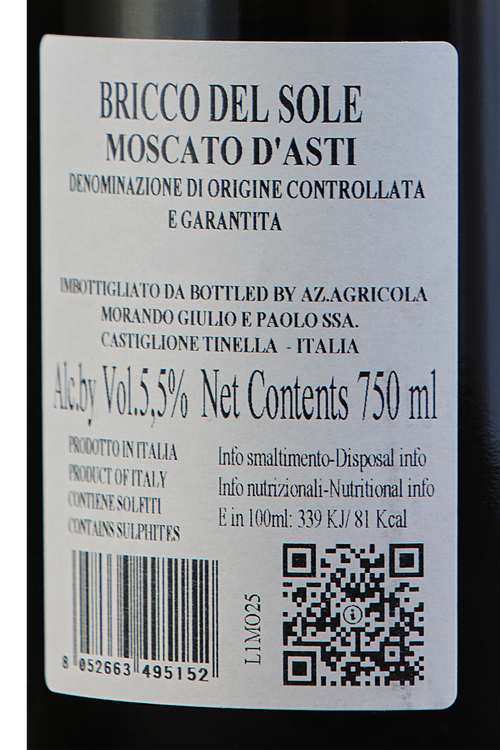 BRICCO DEL SOLE
MOSCATO D'ASTI
DENOMINAZIONE DI ORIGINE CONTROLLATA
E GARANTITA
IMBOTTIGLIATO DA BOTTLED BY AZ.AGRICOLA
MORANDO GIULIO E PAOLO SSA.
CASTIGLIONE TINELLA - ITALIA
Alc.by Vol.5,5% Net Contents 750 ml
PRODOTTO IN ITALIA
PRODUCT OF ITALY
CONTIENE SOLFITI
CONTAINS SULPHITES
Info smaltimento-Disposal info
Info nutrizionali-Nutritional info
E in 100ml: 339 KJ/ 81 Kcal
8 052663 495152
L1MO25